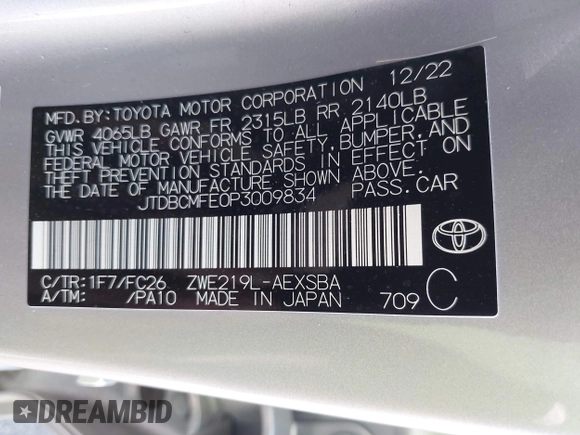 MFD. BY: TOYOTA MOTOR CORPORATION 12/22
GVWR 4065LB GAWR FR 2315LB RR 2140LB
THIS VEHICLE CONFORMS TO ALL APPLICABLE
FEDERAL MOTOR VEHICLE SAFETY, BUMPER, AND
THEFT PREVENTION STANDARDS IN EFFECT ON
THE DATE OF MANUFACTURE SHOWN ABOVE.
JTDBCMFE0P3009834 PASS. CAR
C/TR: 1F7/FC26 ZWE219L-AEXSBA
A/TM: /PA10 MADE IN JAPAN 709 C
DREAMBID